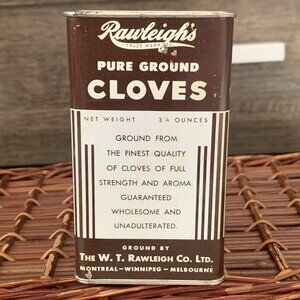 Rawleigh's
TRADE MARK
PURE GROUND
CLOVES
NET WEIGHT 3¼ OUNCES
GROUND FROM
THE FINEST QUALITY
OF CLOVES OF FULL
STRENGTH AND AROMA.
GUARANTEED
WHOLESOME AND
UNADULTERATED.
GROUND BY
THE W. T. RAWLEIGH CO. LTD.
MONTREAL—WINNIPEG—MELBOURNE